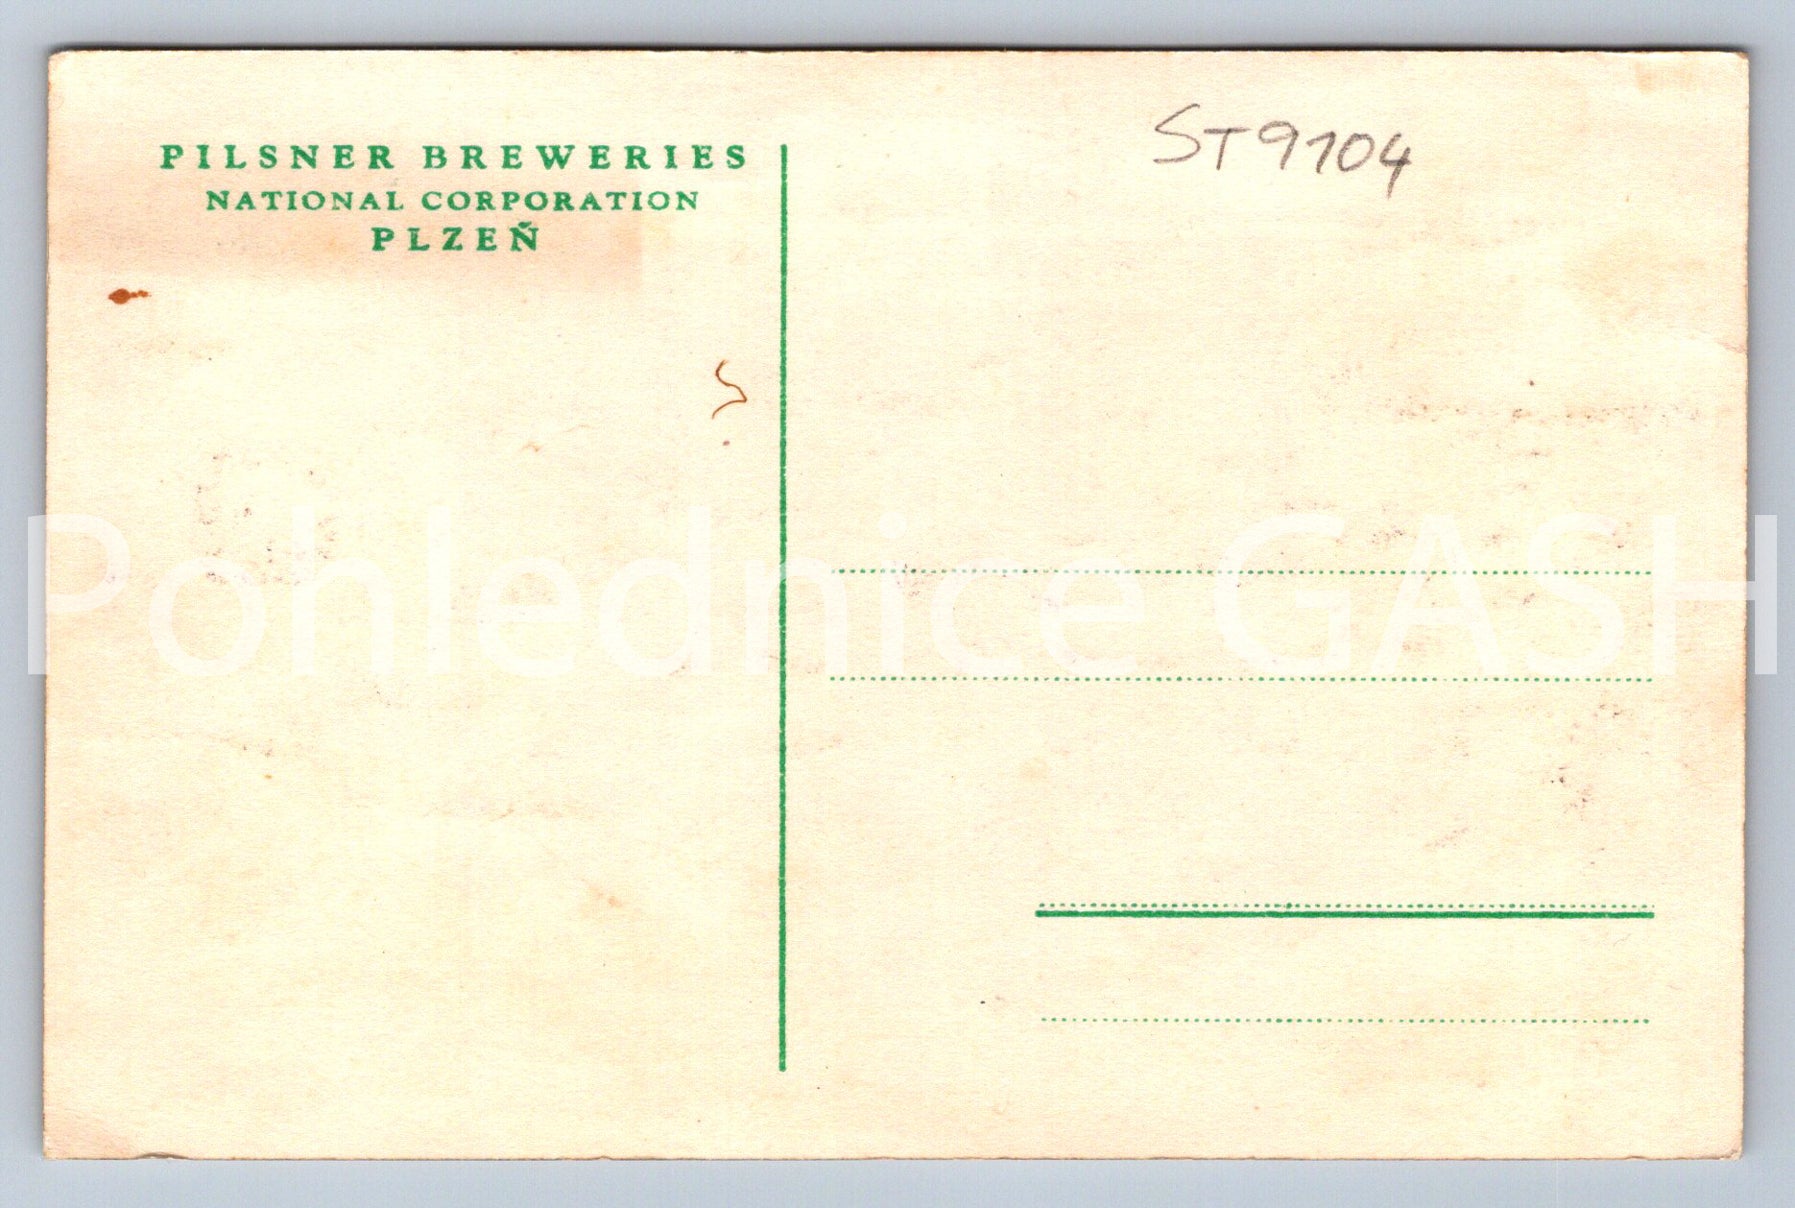 PILSNER BREWERIES
NATIONAL CORPORATION
PLZEŇ
ST9104
Pohlednice GASH